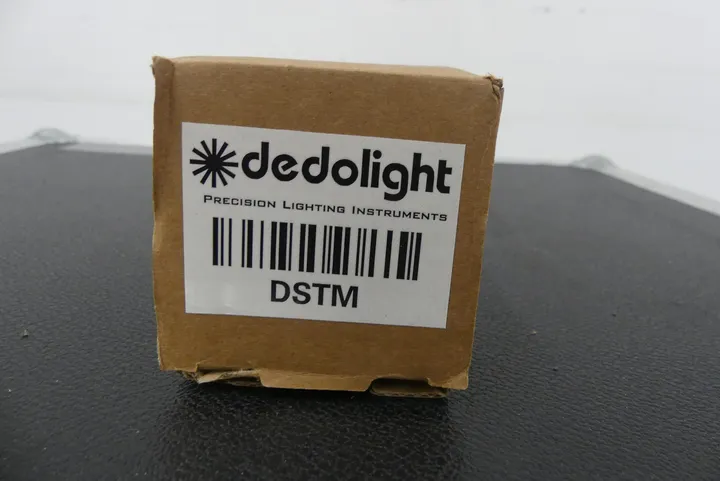 dedolight
Precision Lighting Instruments
DSTM